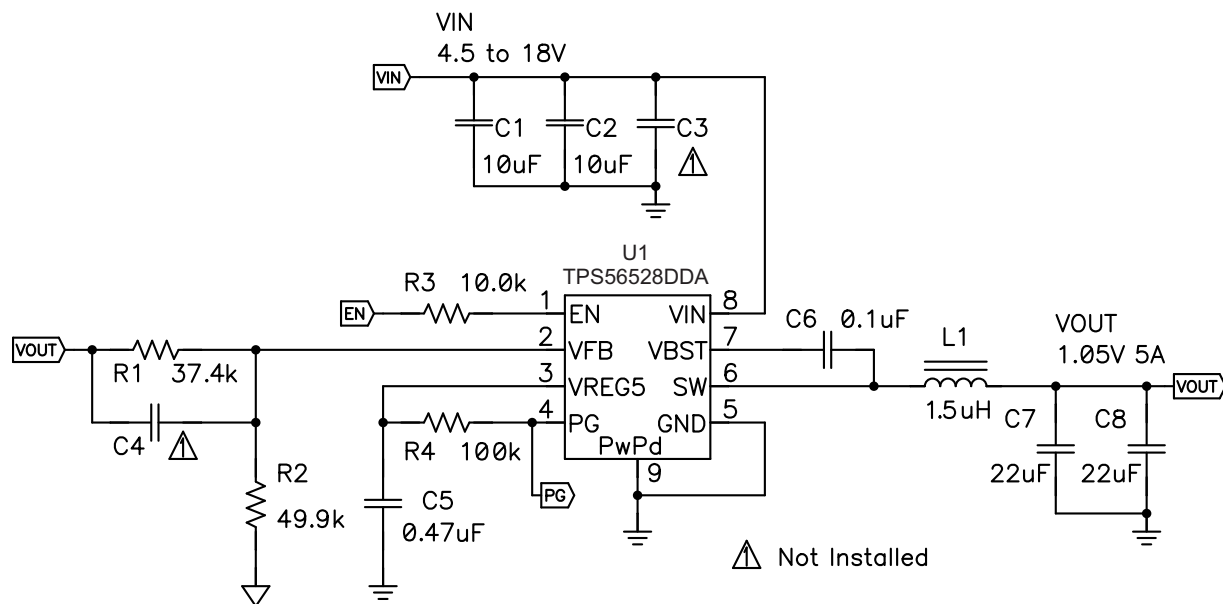 VIN
4.5 to 18V
VIN
C1
C2
C3
10uF
10uF
1
U1
TPS56528DDA
R3 10.0k
EN
1
EN
VIN
8
C6 0.1uF
VOUT
R1 37.4k
2
VFB
VBST
7
L1
VOUT
1.05V 5A
3
VREG5
SW
6
1.5uH
VOUT
C4
1
R4 100k
4
PG
GND
5
PwPd
9
C7
C8
22uF
22uF
R2
49.9k
C5
0.47uF
PG
1 Not Installed